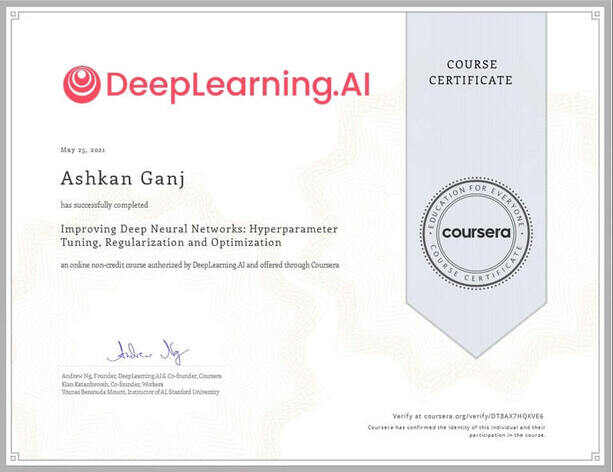 DeepLearning.AI
COURSE
CERTIFICATE
May 25, 2021
Ashkan Ganj
has successfully completed
Improving Deep Neural Networks: Hyperparameter
Tuning, Regularization and Optimization
an online non-credit course authorized by DeepLearning.AI and offered through Coursera
EDUCATION FOR EVERYONE
coursera
COURSE CERTIFICATE
Andrew Ng
Andrew Ng, Founder, DeepLearning.AI & Co-founder, Coursera
Kian Katanforoosh, Co-founder, Workera
Younes Bensouda Mourri, Instructor of AI, Stanford University
Verify at coursera.org/verify/DTBAX7HQXVE6
Coursera has confirmed the identity of this individual and their
participation in the course.